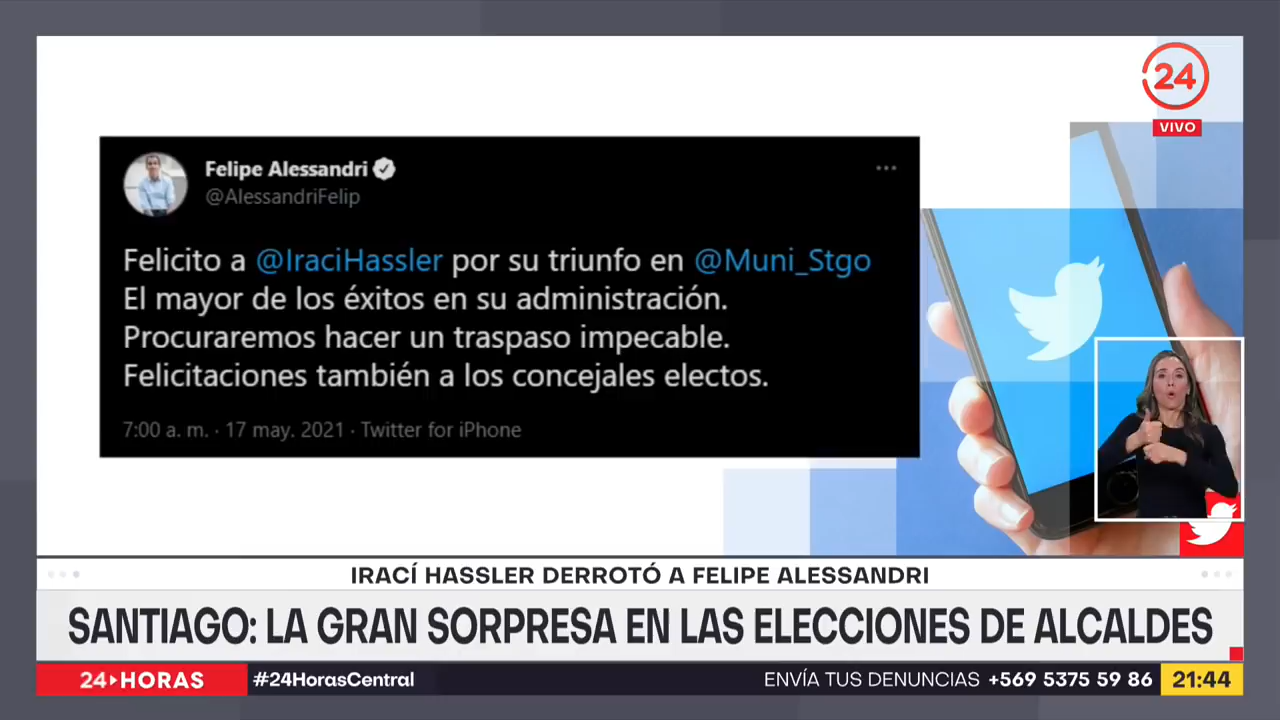 24
VIVO
Felipe Alessandri
@AlessandriFelip
Felicito a @IraciHassler por su triunfo en @Muni_Stgo
El mayor de los éxitos en su administración.
Procuraremos hacer un traspaso impecable.
Felicitaciones también a los concejales electos.
7:00 a. m. · 17 may. 2021 · Twitter for iPhone
IRACÍ HASSLER DERROTÓ A FELIPE ALESSANDRI
SANTIAGO: LA GRAN SORPRESA EN LAS ELECCIONES DE ALCALDES
24 HORAS #24HorasCentral ENVÍA TUS DENUNCIAS +569 5375 59 86 21:44